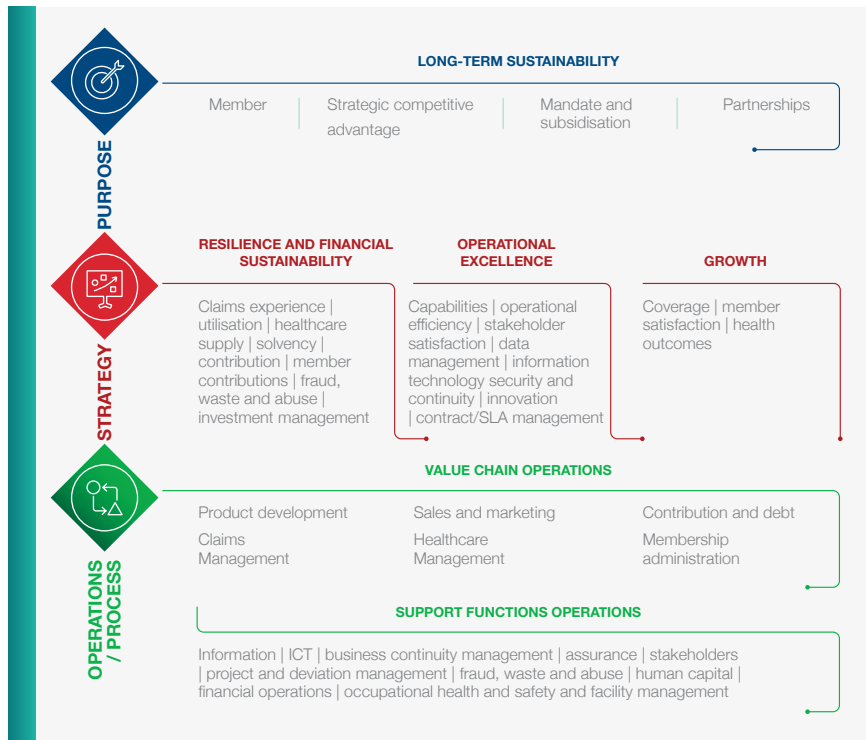 LONG-TERM SUSTAINABILITY
Member
Strategic competitive
advantage
Mandate and
subsidisation
Partnerships
PURPOSE
RESILIENCE AND FINANCIAL
SUSTAINABILITY
Claims experience |
utilisation | healthcare
supply | solvency |
contribution | member
contributions | fraud,
waste and abuse |
investment management
OPERATIONAL
EXCELLENCE
Capabilities | operational
efficiency | stakeholder
satisfaction | data
management | information
technology security and
continuity | innovation
| contract/SLA management
GROWTH
Coverage | member
satisfaction | health
outcomes
STRATEGY
VALUE CHAIN OPERATIONS
Product development
Claims
Management
Sales and marketing
Healthcare
Management
Contribution and debt
Membership
administration
OPERATIONS
/ PROCESS
SUPPORT FUNCTIONS OPERATIONS
Information | ICT | business continuity management | assurance | stakeholders
| project and deviation management | fraud, waste and abuse | human capital |
financial operations | occupational health and safety and facility management